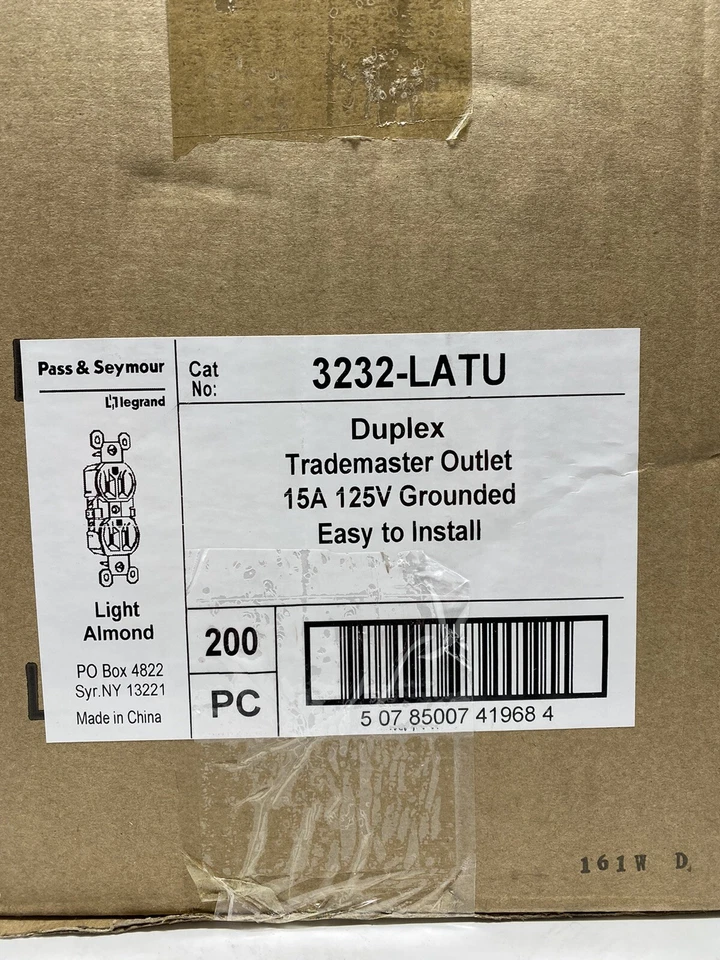 Pass & Seymour
legrand
Cat No:
3232-LATU
Duplex
Trademaster Outlet
15A 125V Grounded
Easy to Install
Light
Almond
PO Box 4822
Syr.NY 13221
Made in China
200
PC
5 07 85007 41968 4
161W D